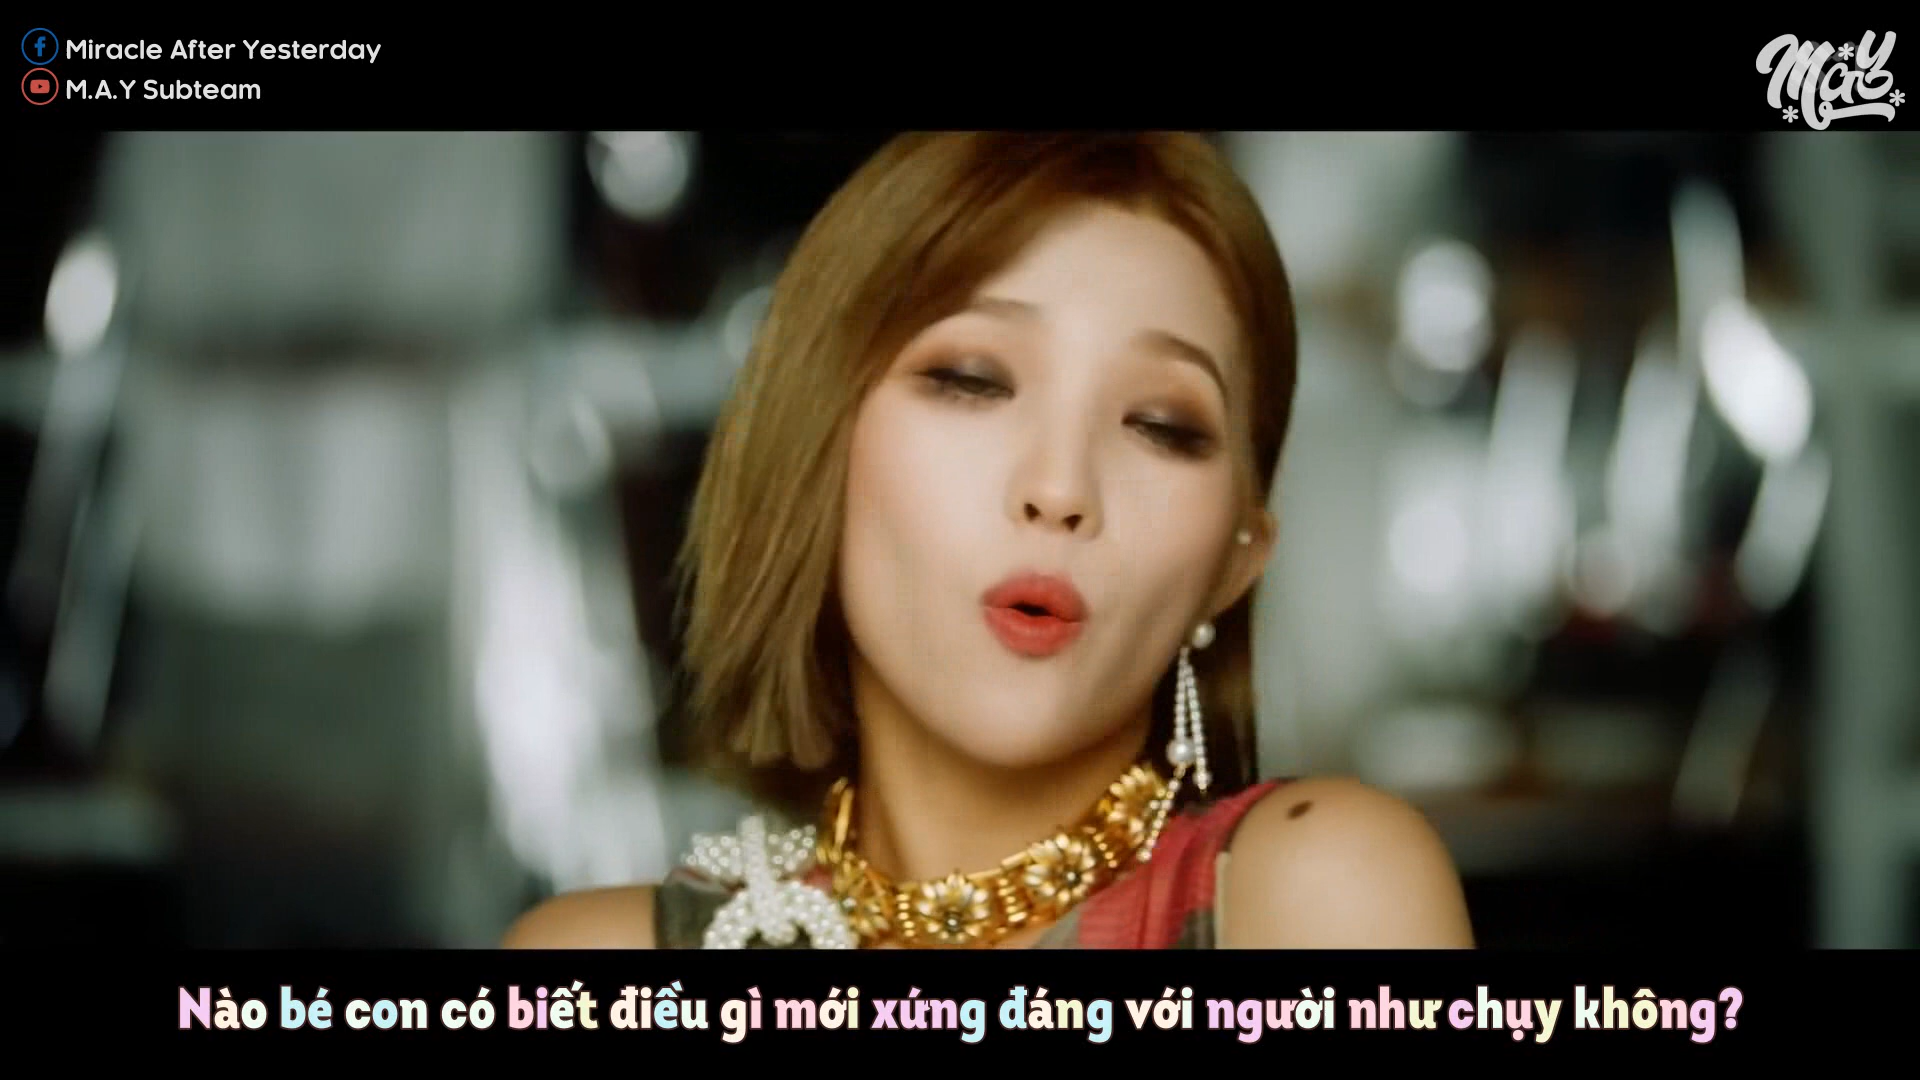 Miracle After Yesterday
M.A.Y Subteam
May
Nào bé con có biết điều gì mới xứng đáng với người như chụy không?